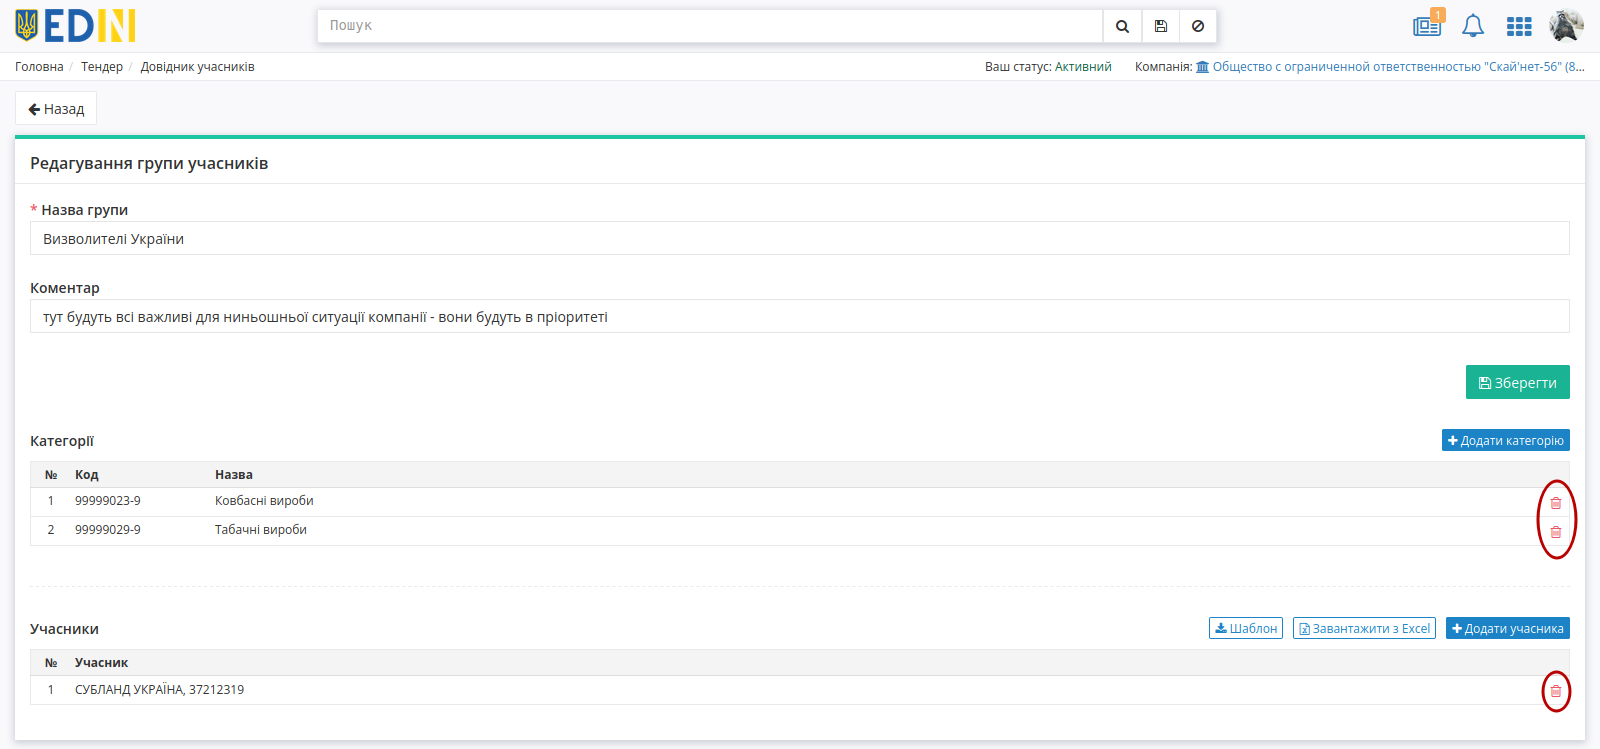 EDIN
Пошук
1
Головна / Тендер / Довідник учасників
Ваш статус: Активний Компанія: Общество с ограниченной ответственностью "Скай'нет-56" (8...
Назад
Редагування групи учасників
* Назва групи
Визволителі України
Коментар
тут будуть всі важливі для ниньошньої ситуації компанії - вони будуть в пріоритеті
Зберегти
Категорії
Додати категорію
№ Код Назва
1 99999023-9 Ковбасні вироби
2 99999029-9 Табачні вироби
Учасники
Шаблон Завантажити з Excel Додати учасника
№ Учасник
1 СУБЛАНД УКРАЇНА, 37212319